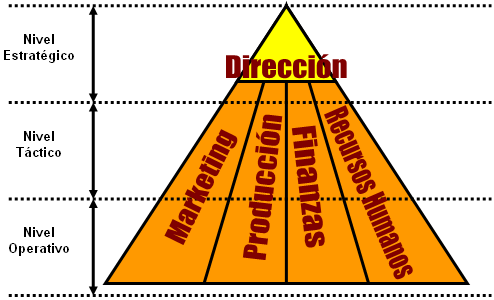 Nivel
Estratégico
Dirección
Nivel
Táctico
Marketing
Producción
Finanzas
Recursos Humanos
Nivel
Operativo